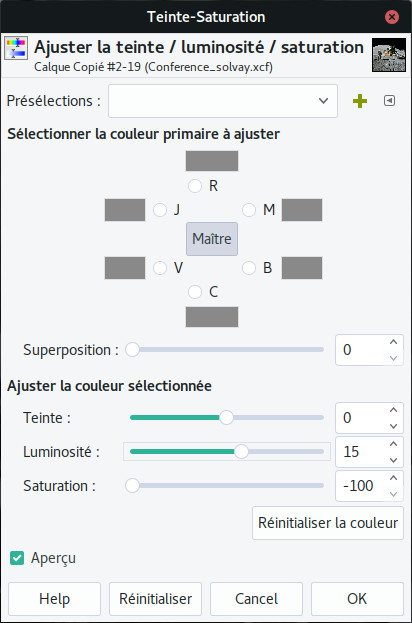 Teinte-Saturation
Ajuster la teinte / luminosité / saturation
Calque Copié #2-19 (Conference_solvay.xcf)
Présélections :
Sélectionner la couleur primaire à ajuster
R
J M
Maître
V B
C
Superposition : 0
Ajuster la couleur sélectionnée
Teinte : 0
Luminosité : 15
Saturation : -100
Réinitialiser la couleur
Aperçu
Help Réinitialiser Cancel OK